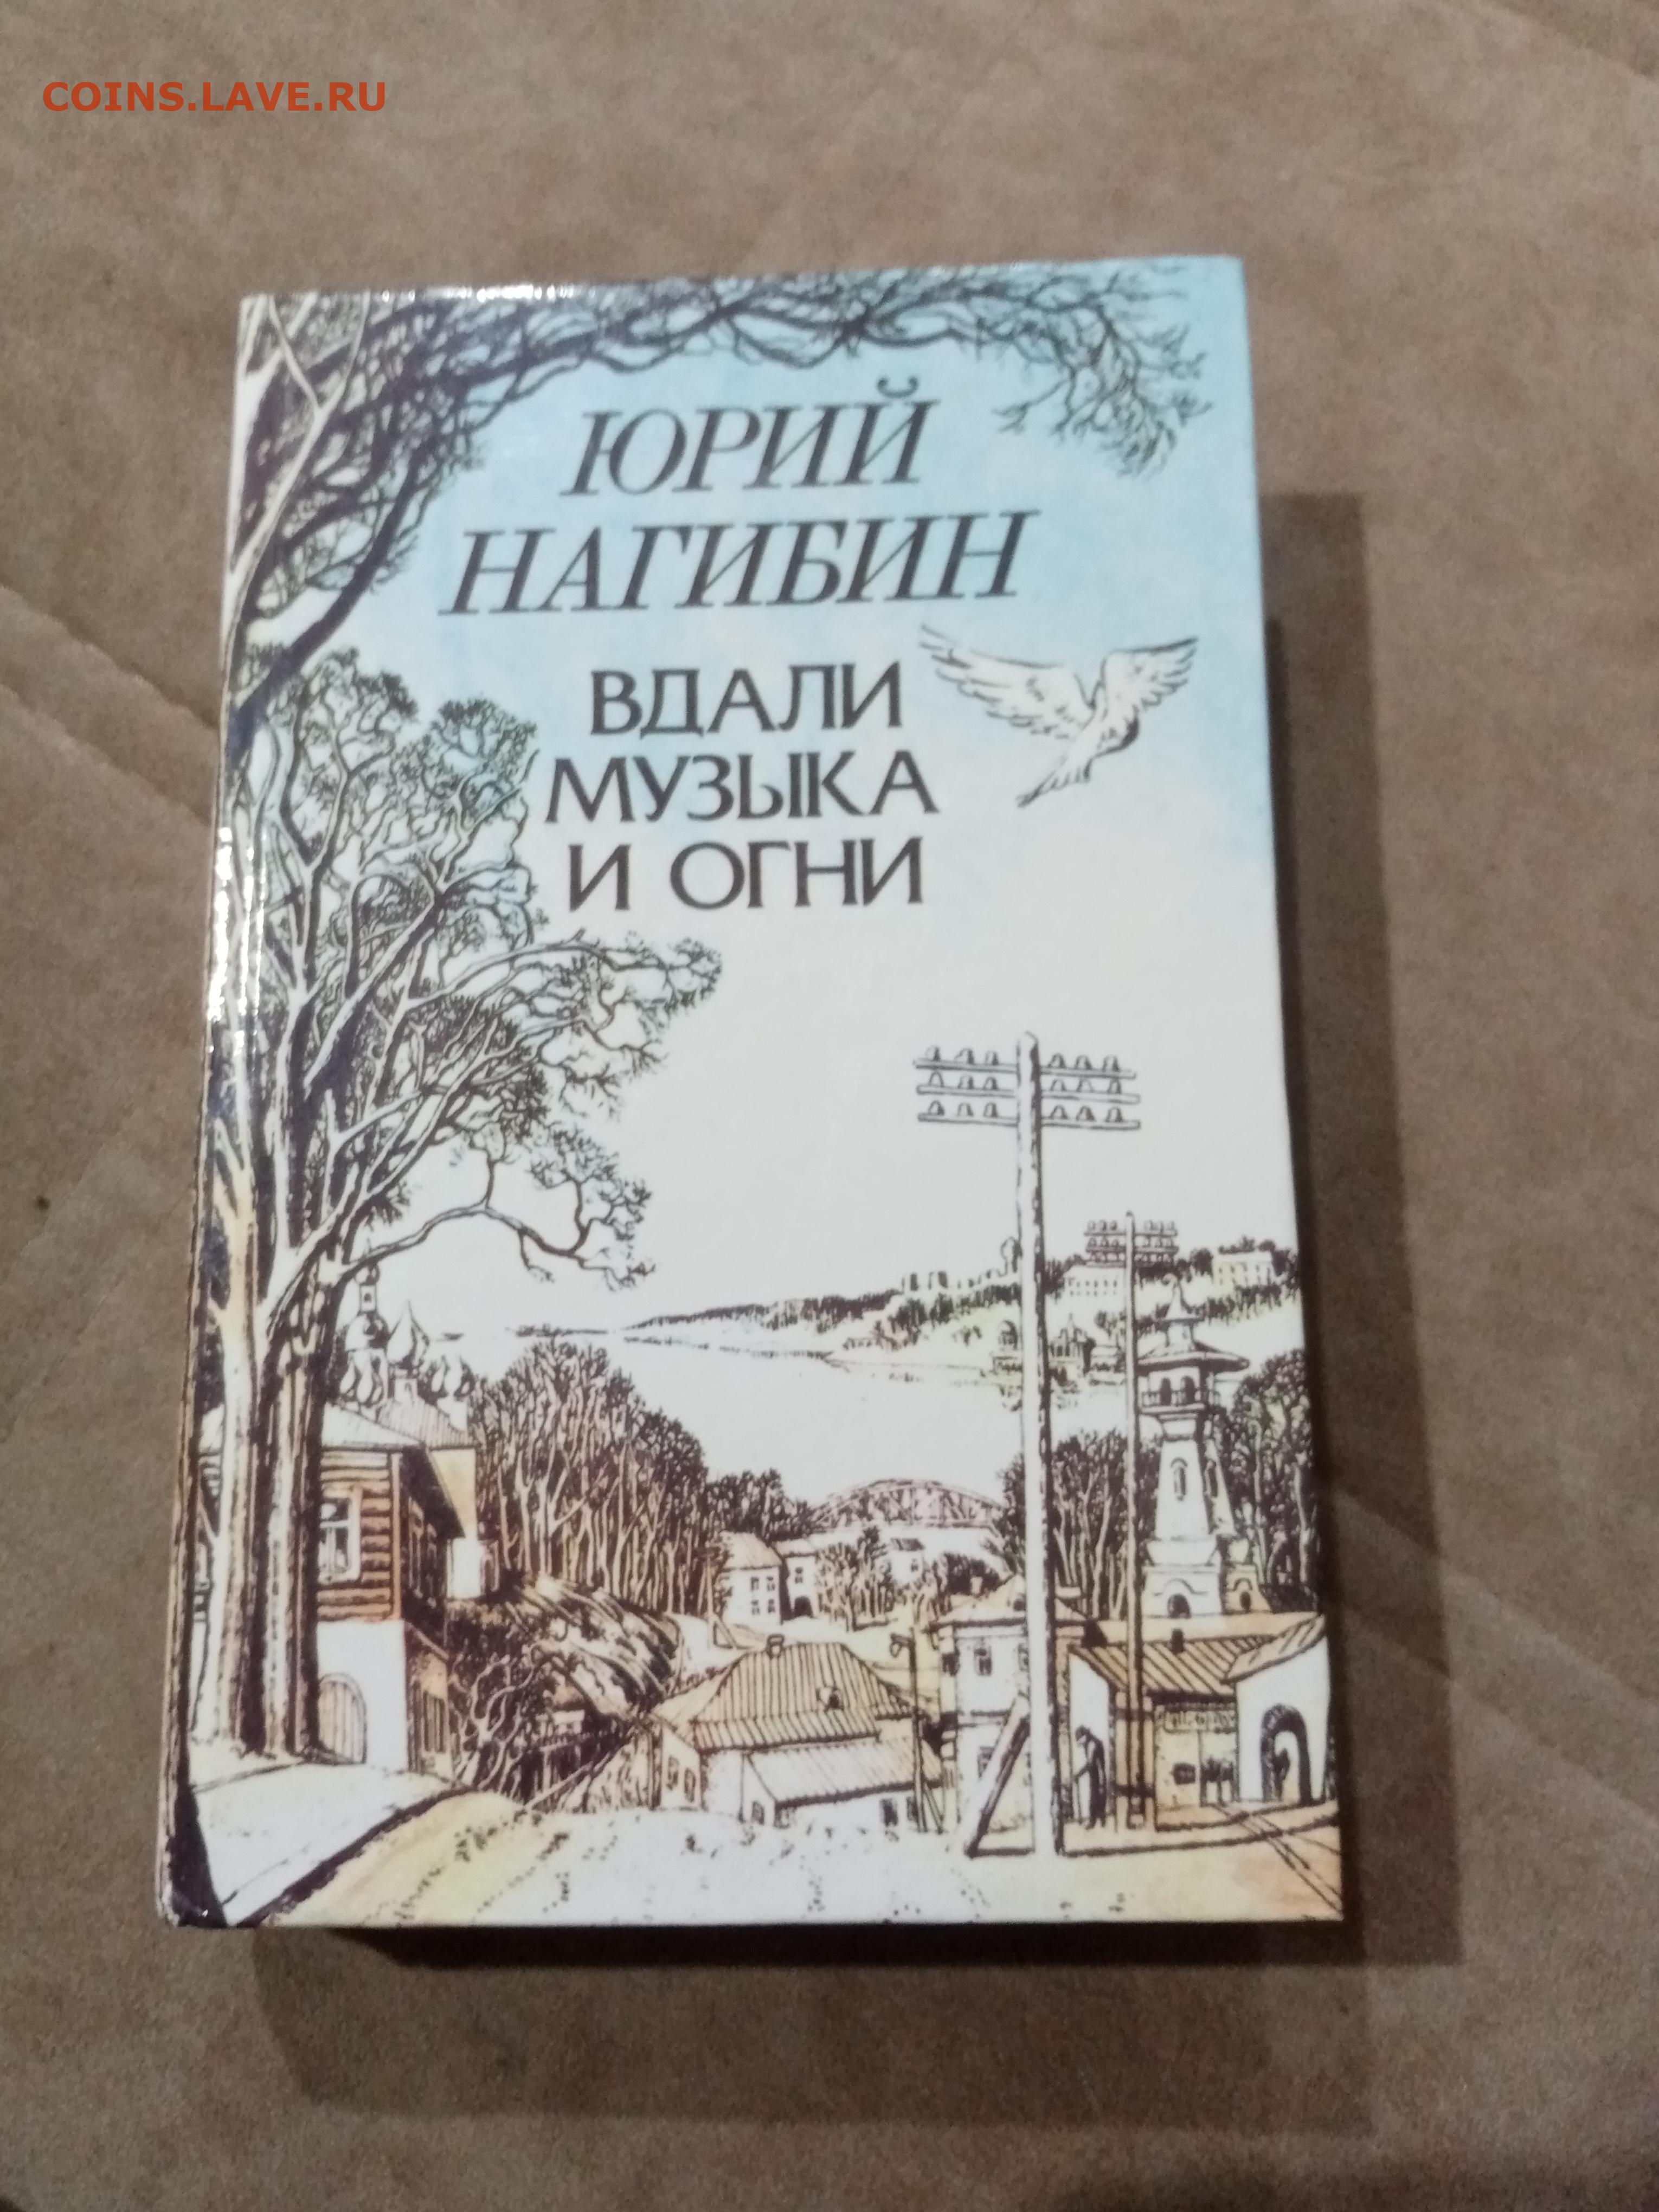 COINS.LAVE.RU
ЮРИЙ
НАГИБИН
ВДАЛИ
МУЗЫКА
И ОГНИ